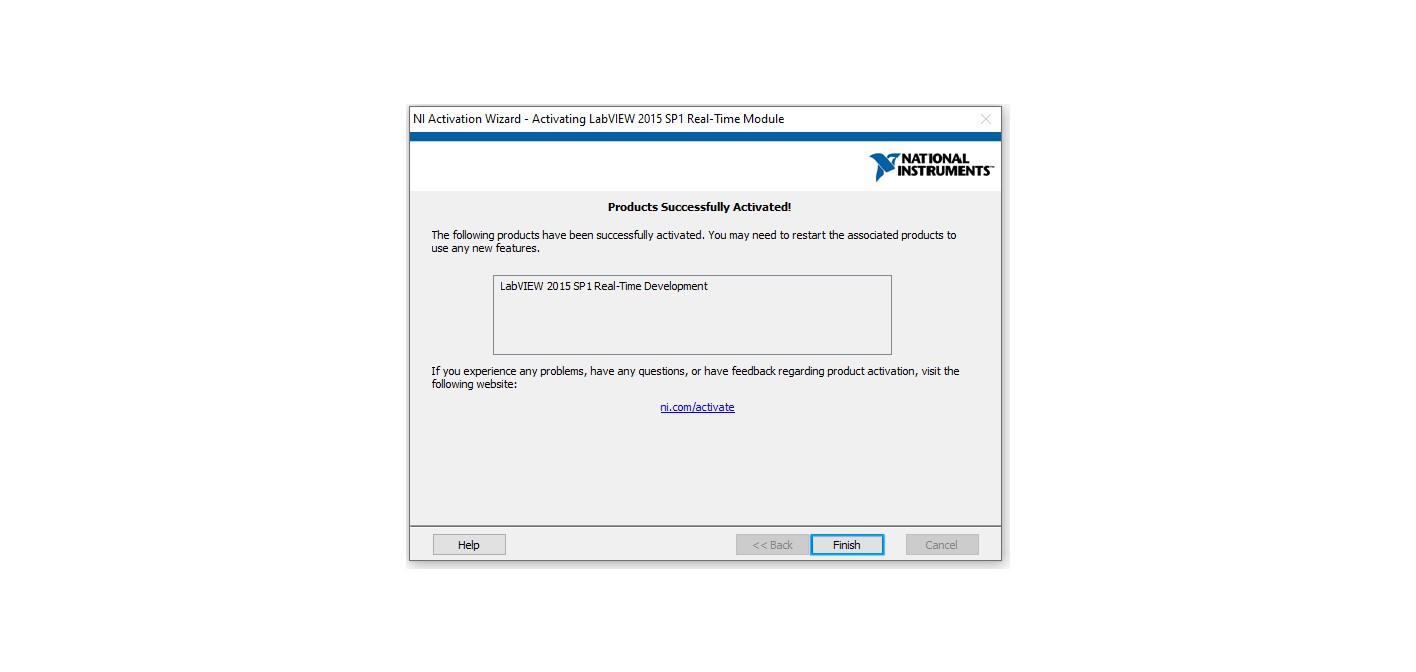 NI Activation Wizard - Activating LabVIEW 2015 SP1 Real-Time Module
NATIONAL
INSTRUMENTS™
Products Successfully Activated!
The following products have been successfully activated. You may need to restart the associated products to
use any new features.
LabVIEW 2015 SP1 Real-Time Development
If you experience any problems, have any questions, or have feedback regarding product activation, visit the
following website:
ni.com/activate
Help
<< Back
Finish
Cancel